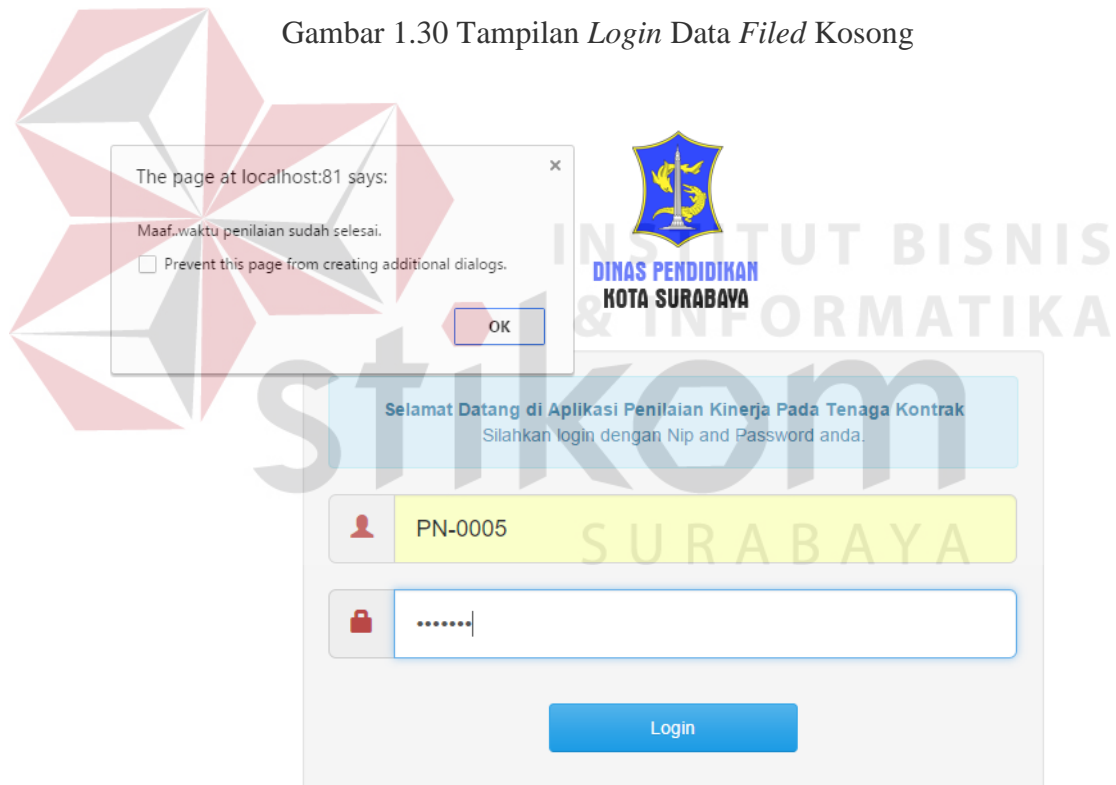 Gambar 1.30 Tampilan Login Data Filed Kosong
The page at localhost:81 says:
×
Maaf..waktu penilaian sudah selesai.
Prevent this page from creating additional dialogs.
OK
DINAS PENDIDIKAN
KOTA SURABAYA
INSTITUT BISNIS
& INFORMATIKA
stikom
SURABAYA
Selamat Datang di Aplikasi Penilaian Kinerja Pada Tenaga Kontrak
Silahkan login dengan Nip and Password anda.
PN-0005
•••••••
Login